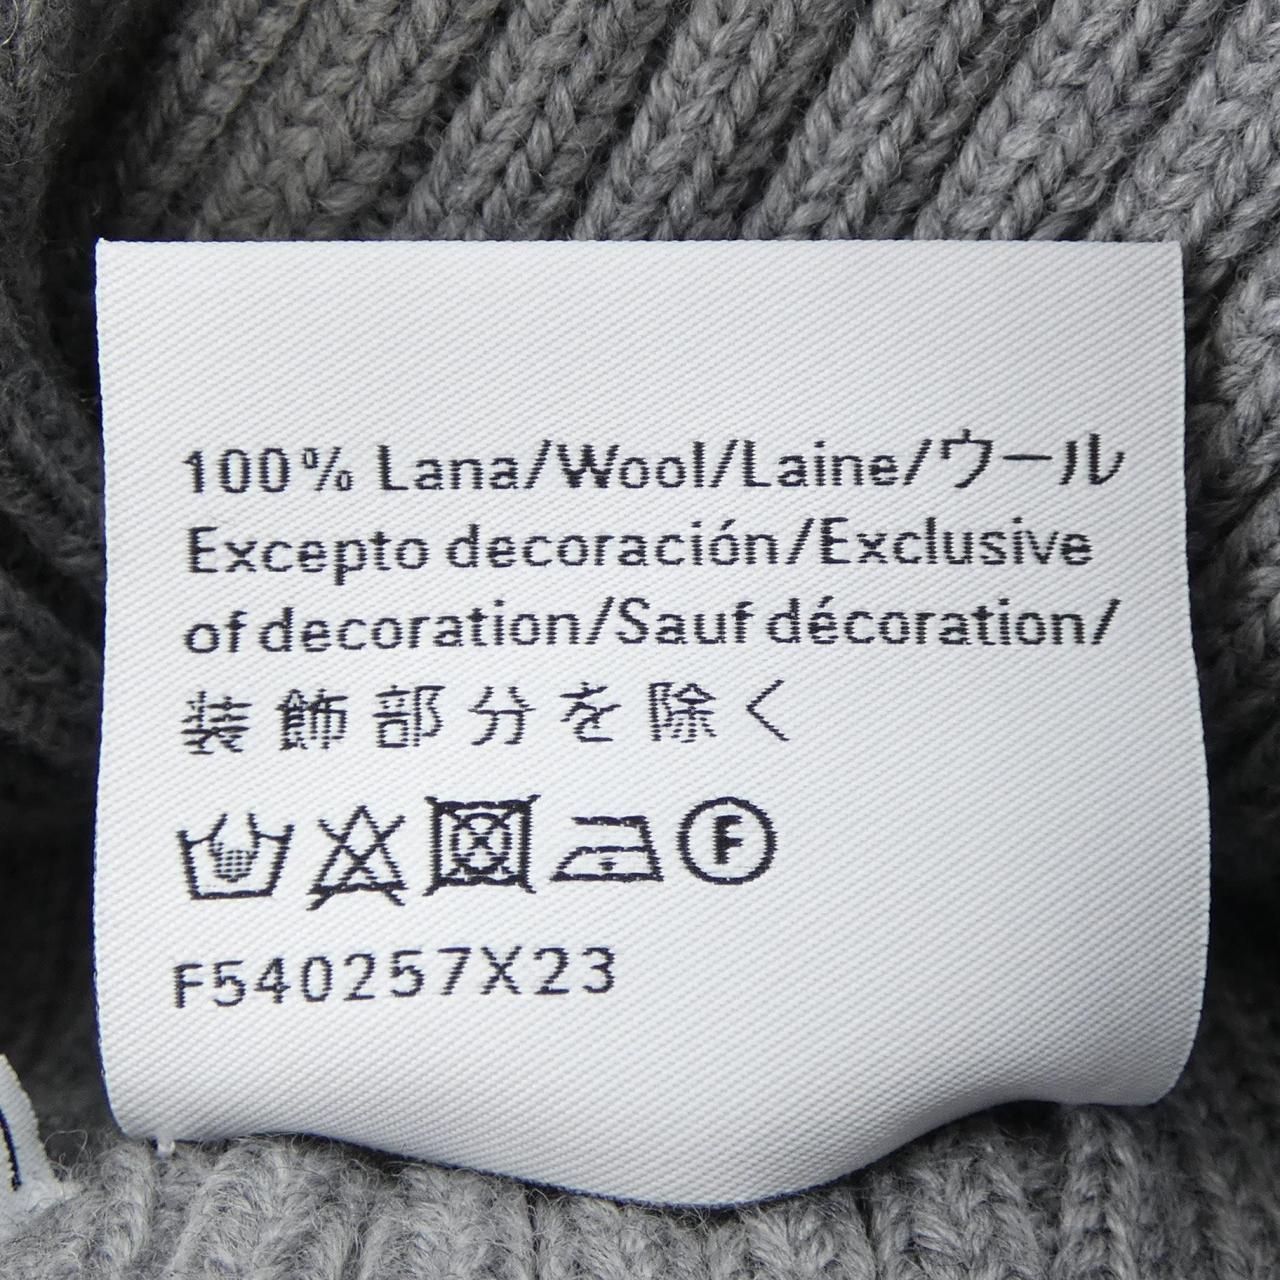 100% Lana/Wool/Laine/ウール
Excepto decoración/Exclusive
of decoration/Sauf décoration/
装飾部分を除く
F
F540257X23